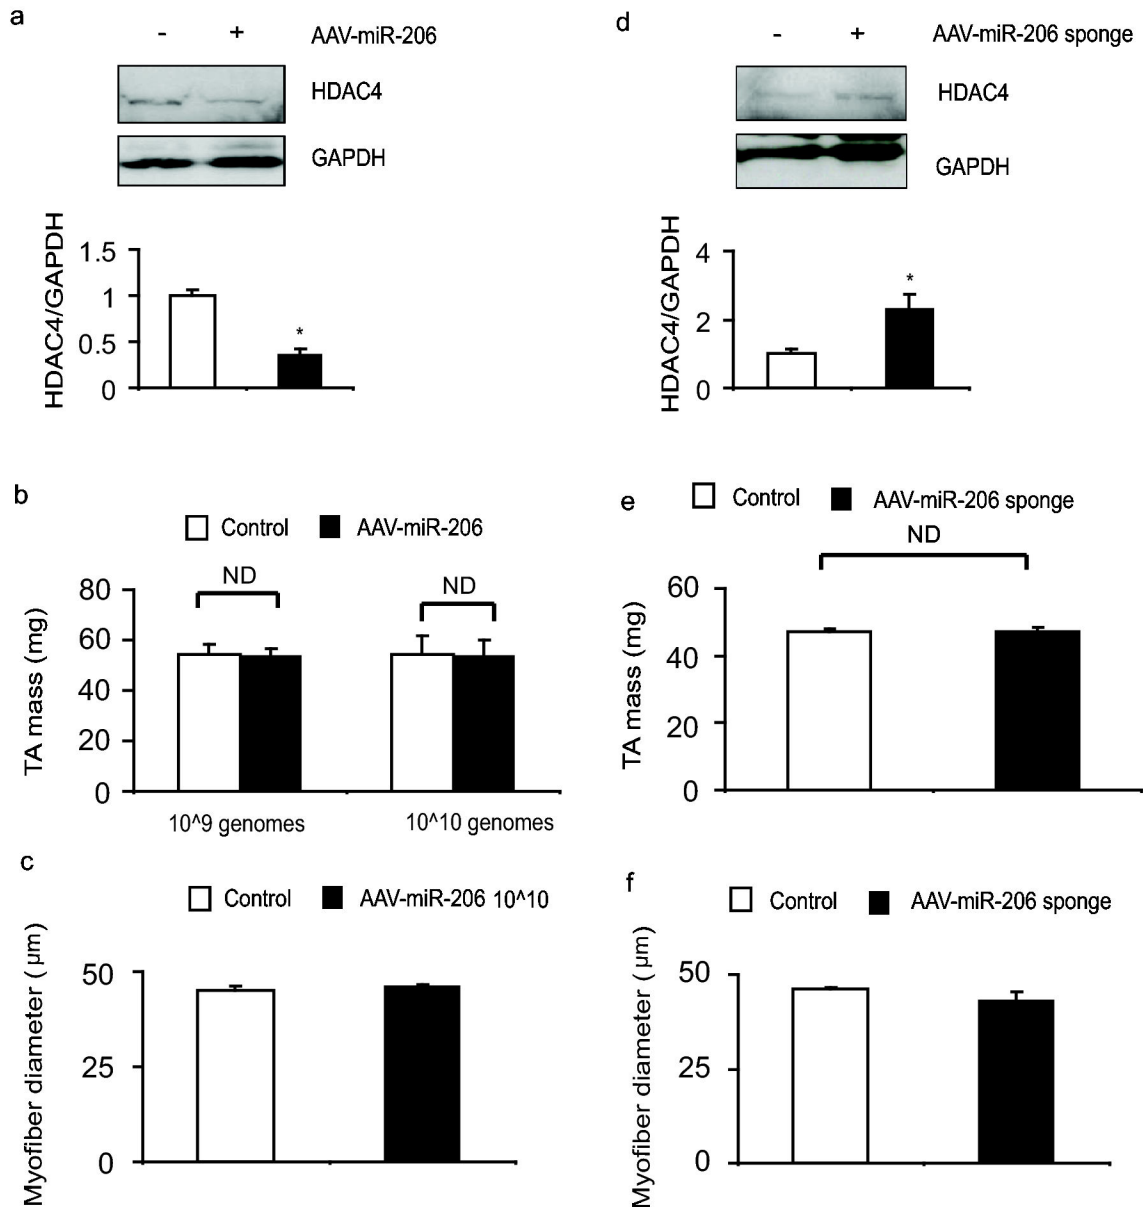 a
- + AAV-miR-206
HDAC4
GAPDH
HDAC4/GAPDH
1.5
1
0.5
0
*
d
- + AAV-miR-206 sponge
HDAC4
GAPDH
HDAC4/GAPDH
4
2
0
*
b
Control AAV-miR-206
ND ND
TA mass (mg)
80
60
40
20
0
10^9 genomes 10^10 genomes
e
Control AAV-miR-206 sponge
ND
TA mass (mg)
60
40
20
0
c
Control AAV-miR-206 10^10
Myofiber diameter ( μm)
50
25
0
f
Control AAV-miR-206 sponge
Myofiber diameter ( μm)
50
25
0